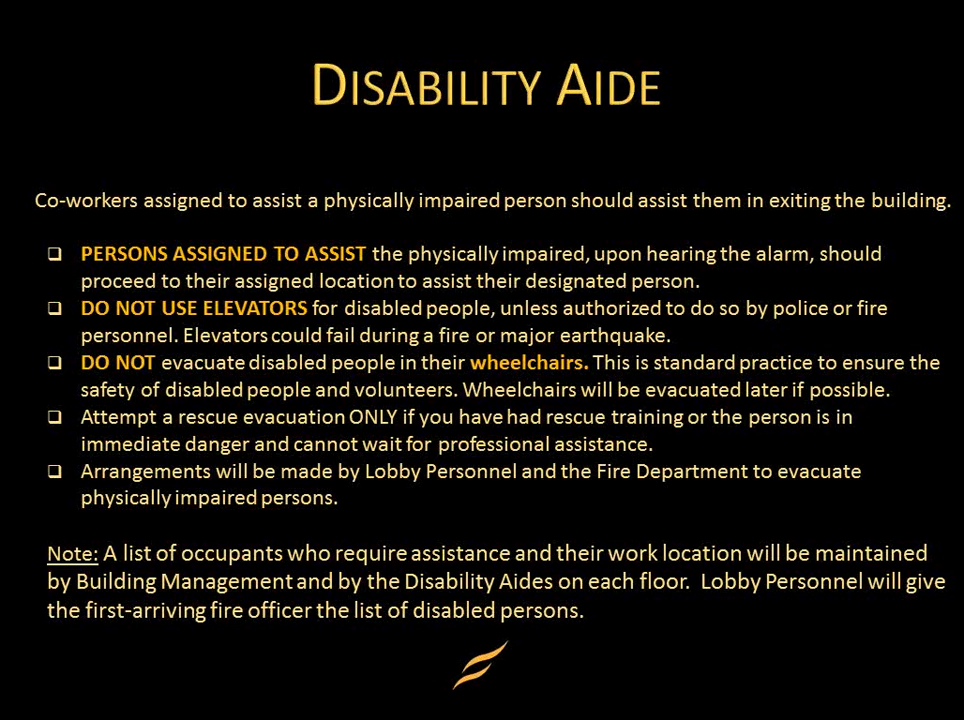 DISABILITY AIDE
Co-workers assigned to assist a physically impaired person should assist them in exiting the building.
❑ PERSONS ASSIGNED TO ASSIST the physically impaired, upon hearing the alarm, should
proceed to their assigned location to assist their designated person.
❑ DO NOT USE ELEVATORS for disabled people, unless authorized to do so by police or fire
personnel. Elevators could fail during a fire or major earthquake.
❑ DO NOT evacuate disabled people in their wheelchairs. This is standard practice to ensure the
safety of disabled people and volunteers. Wheelchairs will be evacuated later if possible.
❑ Attempt a rescue evacuation ONLY if you have had rescue training or the person is in
immediate danger and cannot wait for professional assistance.
❑ Arrangements will be made by Lobby Personnel and the Fire Department to evacuate
physically impaired persons.
Note: A list of occupants who require assistance and their work location will be maintained
by Building Management and by the Disability Aides on each floor. Lobby Personnel will give
the first-arriving fire officer the list of disabled persons.